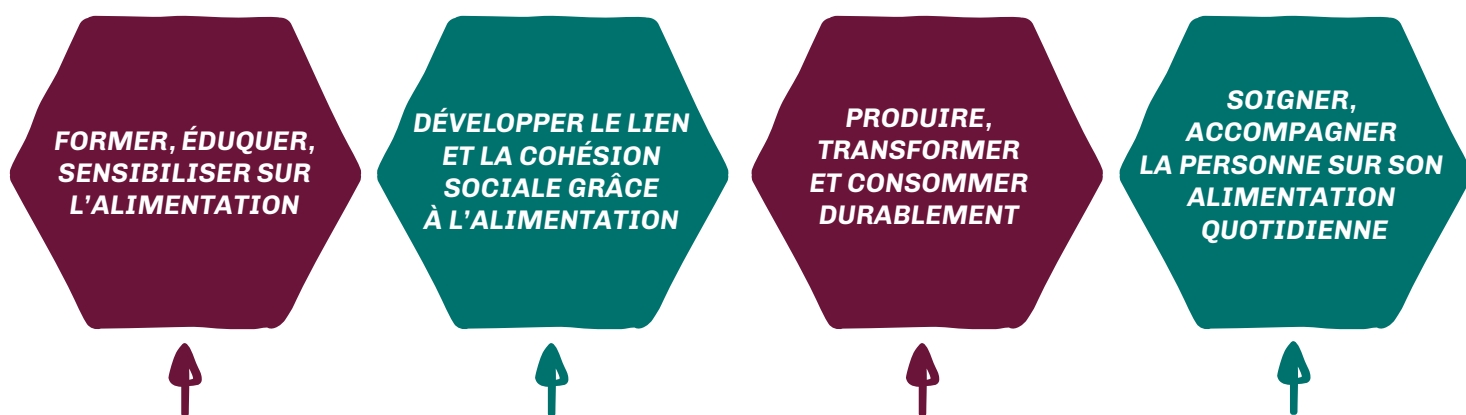 FORMER, ÉDUQUER,
SENSIBILISER SUR
L'ALIMENTATION
DÉVELOPPER LE LIEN
ET LA COHÉSION
SOCIALE GRÂCE
À L'ALIMENTATION
PRODUIRE,
TRANSFORMER
ET CONSOMMER
DURABLEMENT
SOIGNER,
ACCOMPAGNER
LA PERSONNE SUR SON
ALIMENTATION
QUOTIDIENNE